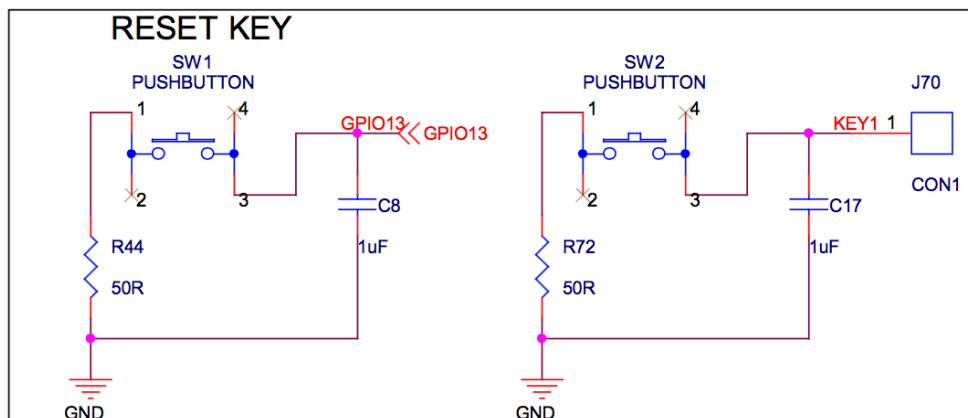 RESET KEY
SW1
PUSHBUTTON
1
4
2
3
GPIO13
GPIO13
C8
1uF
R44
50R
GND
SW2
PUSHBUTTON
1
4
2
3
KEY1
1
J70
CON1
C17
1uF
R72
50R
GND